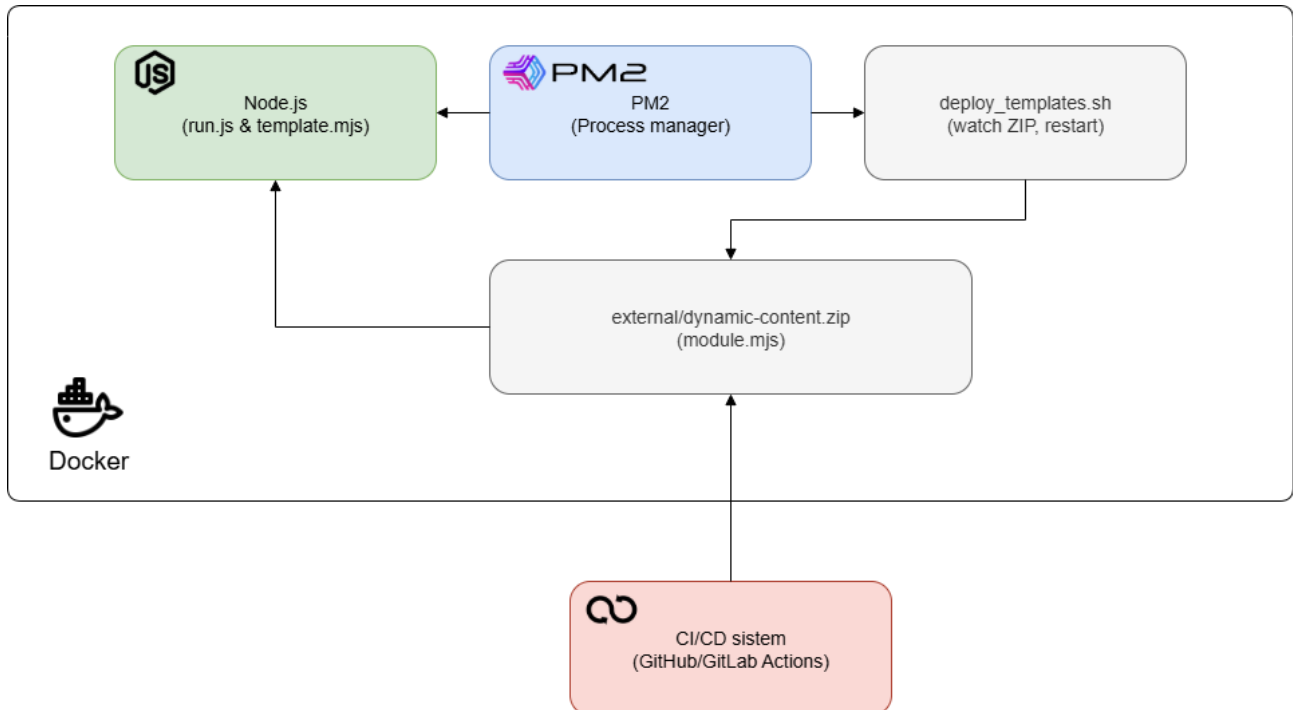 JS
Node.js
(run.js & template.mjs)
PM2
PM2
(Process manager)
deploy_templates.sh
(watch ZIP, restart)
external/dynamic-content.zip
(module.mjs)
Docker
CI/CD sistem
(GitHub/GitLab Actions)